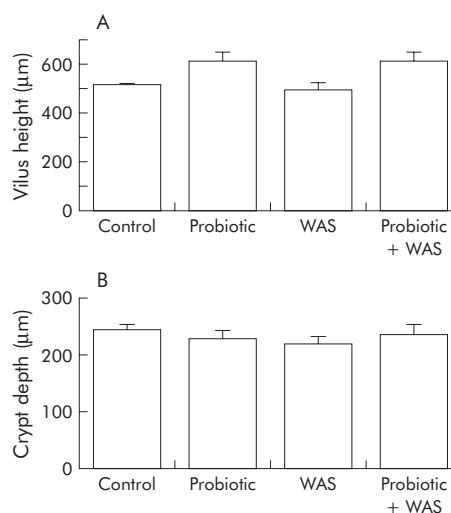 A
Vilus height (µm)
600
400
600
0
Control Probiotic WAS Probiotic
+ WAS
B
Crypt depth (µm)
300
200
100
0
Control Probiotic WAS Probiotic
+ WAS